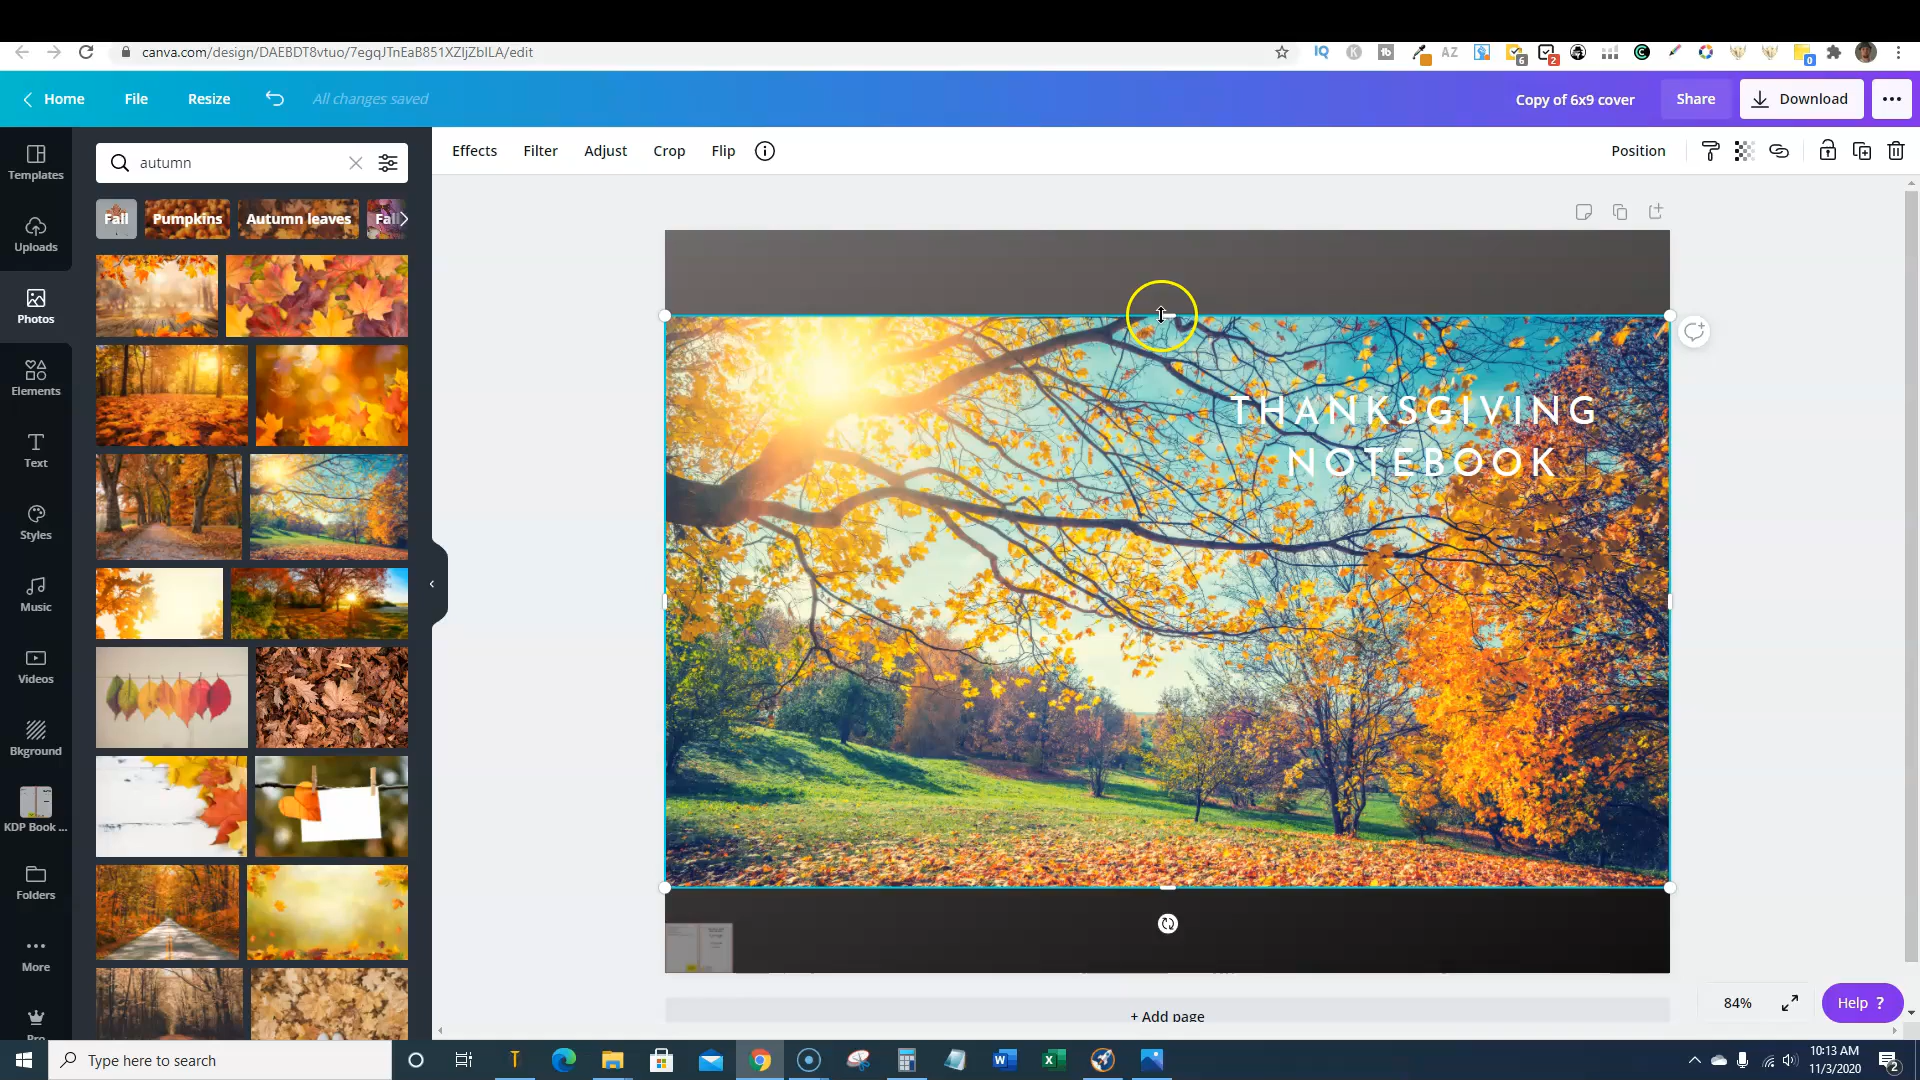 canva.com/design/DAEBDT8vtuo/7egqJTnEaB851XZIjZbILA/edit
Home
File
Resize
All changes saved
Copy of 6x9 cover
Share
Download
Templates
Uploads
Photos
Elements
Text
Styles
Music
Videos
Bkground
KDP Book ...
Folders
More
Pro
autumn
Fall
Pumpkins
Autumn leaves
Fall
Effects
Filter
Adjust
Crop
Flip
Position
THANKSGIVING
NOTEBOOK
+ Add page
84%
Help ?
Type here to search
10:13 AM
11/3/2020